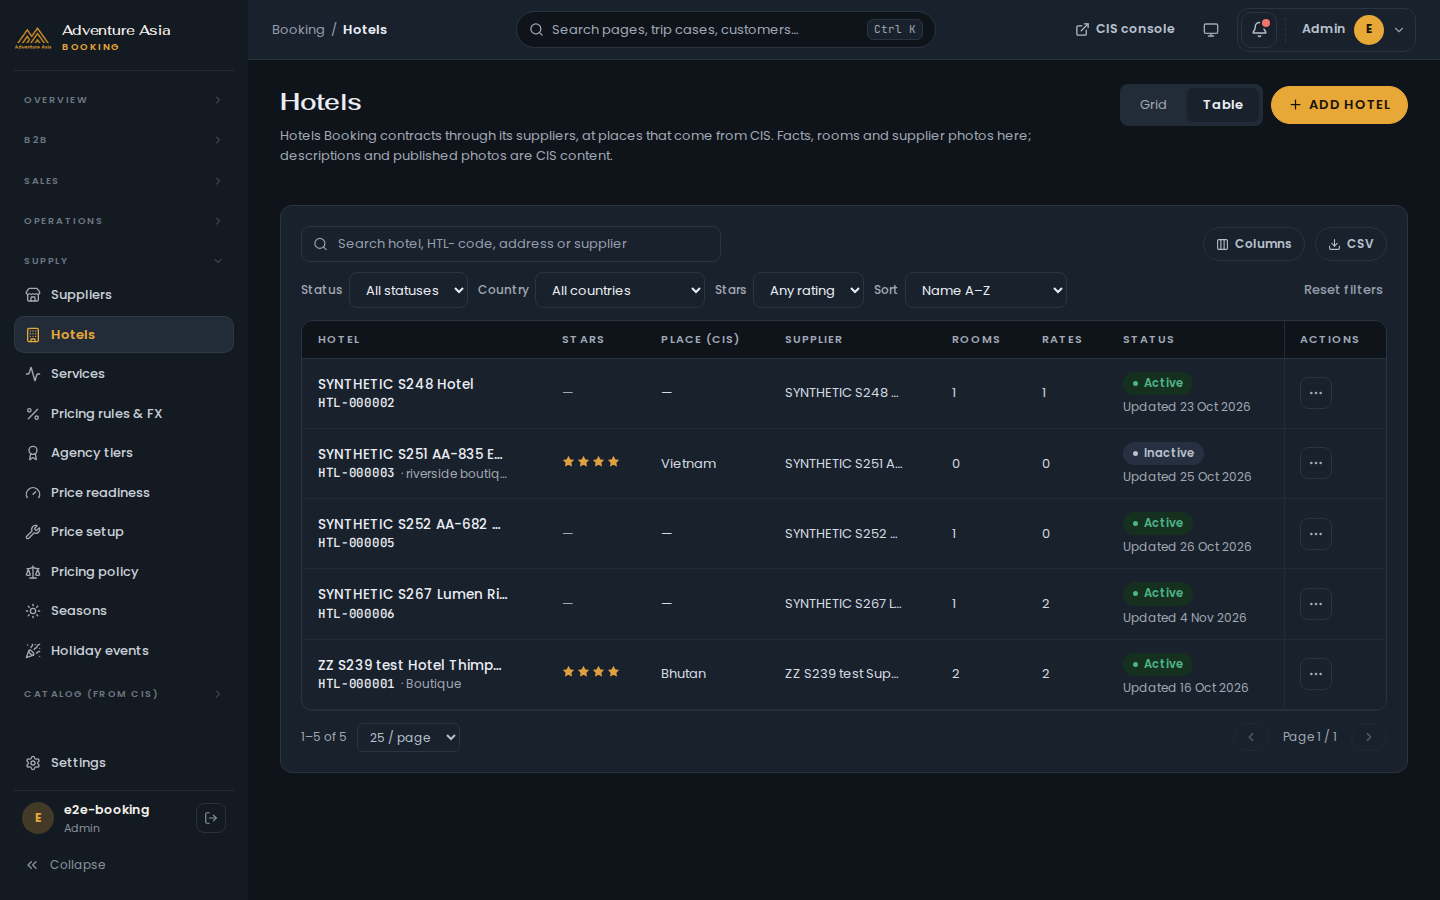 Adventure Asia
BOOKING
Adventure Asia
Booking / Hotels
Search pages, trip cases, customers...
Ctrl K
CIS console
Admin
E
OVERVIEW
B2B
SALES
OPERATIONS
SUPPLY
Suppliers
Hotels
Services
Pricing rules & FX
Agency tiers
Price readiness
Price setup
Pricing policy
Seasons
Holiday events
CATALOG (FROM CIS)
Settings
E
e2e-booking
Admin
Collapse
Hotels
Hotels Booking contracts through its suppliers, at places that come from CIS. Facts, rooms and supplier photos here;
descriptions and published photos are CIS content.
Grid
Table
ADD HOTEL
Search hotel, HTL- code, address or supplier
Columns
CSV
Status
All statuses
Country
All countries
Stars
Any rating
Sort
Name A–Z
Reset filters
HOTEL STARS PLACE (CIS) SUPPLIER ROOMS RATES STATUS ACTIONS
SYNTHETIC S248 Hotel
HTL-000002
— — SYNTHETIC S248 ... 1 1
Active
Updated 23 Oct 2026
SYNTHETIC S251 AA-835 E...
HTL-000003 · riverside boutiq...
Vietnam SYNTHETIC S251 A... 0 0
Inactive
Updated 25 Oct 2026
SYNTHETIC S252 AA-682 ...
HTL-000005
— — SYNTHETIC S252 ... 1 0
Active
Updated 26 Oct 2026
SYNTHETIC S267 Lumen Ri...
HTL-000006
— — SYNTHETIC S267 L... 1 2
Active
Updated 4 Nov 2026
ZZ S239 test Hotel Thimp...
HTL-000001 · Boutique
Bhutan ZZ S239 test Sup... 2 2
Active
Updated 16 Oct 2026
1–5 of 5
25 / page
Page 1 / 1